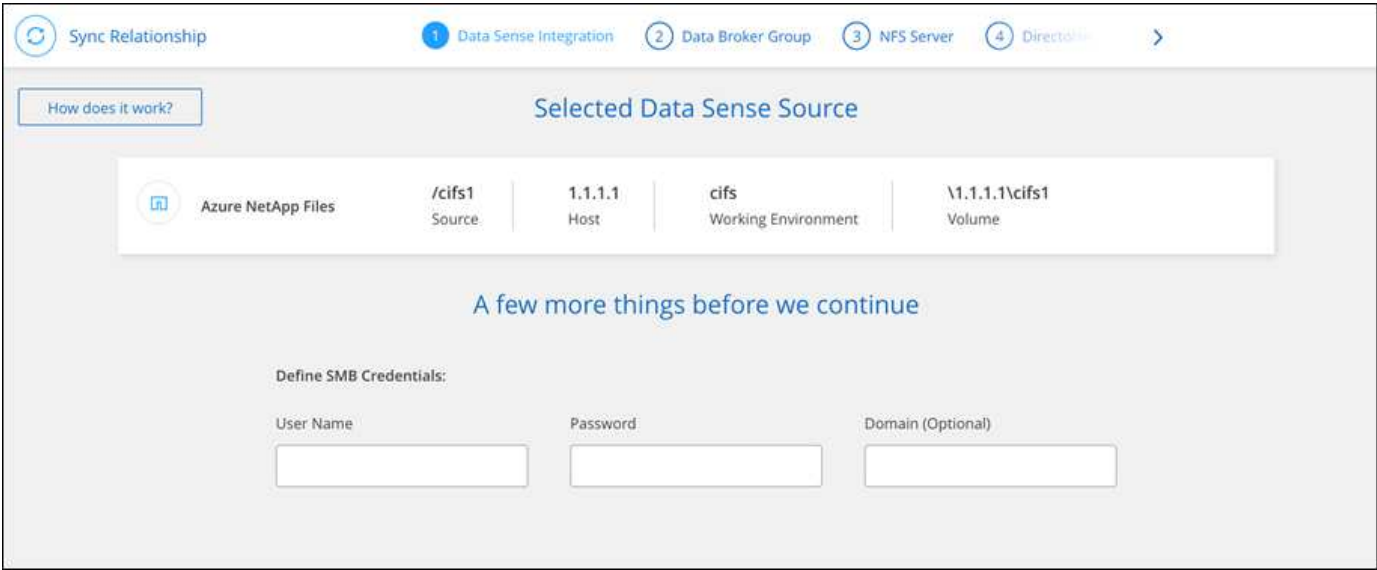 Sync Relationship
1 Data Sense Integration 2 Data Broker Group 3 NFS Server 4
How does it work?
Selected Data Sense Source
Azure NetApp Files
/cifs1 1.1.1.1 cifs \1.1.1.1\cifs1
Source Host Working Environment Volume
A few more things before we continue
Define SMB Credentials:
User Name Password Domain (Optional)